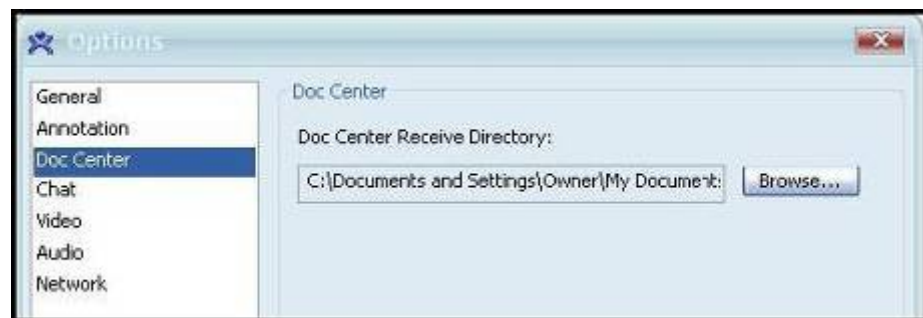 Options
General
Annotation
Doc Center
Chat
Video
Audio
Network
Doc Center
Doc Center Receive Directory:
C:\Documents and Settings\Owner\My Document: Browse...